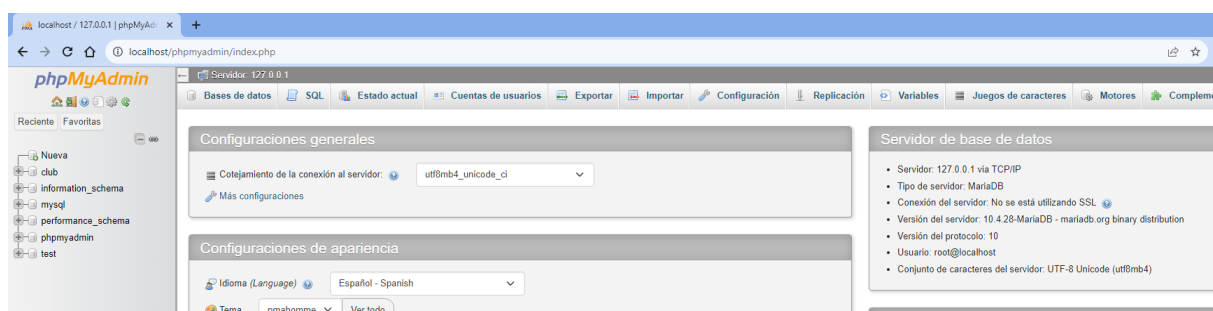 localhost / 127.0.0.1 | phpMyAd
localhost/phpmyadmin/index.php
phpMyAdmin
Reciente Favoritas
Nueva
club
information_schema
mysql
performance_schema
phpmyadmin
test
Servidor: 127.0.0.1
Bases de datos SQL Estado actual Cuentas de usuarios Exportar Importar Configuración Replicación Variables Juegos de caracteres Motores Compleme
Configuraciones generales
Cotejamiento de la conexión al servidor: utf8mb4_unicode_ci
Más configuraciones
Configuraciones de apariencia
Idioma (Language) Español - Spanish
Tema pmahomme Ver todo
Servidor de base de datos
Servidor: 127.0.0.1 via TCP/IP
Tipo de servidor: MariaDB
Conexión del servidor: No se está utilizando SSL
Versión del servidor: 10.4.28-MariaDB - mariadb.org binary distribution
Versión del protocolo: 10
Usuario: root@localhost
Conjunto de caracteres del servidor: UTF-8 Unicode (utf8mb4)